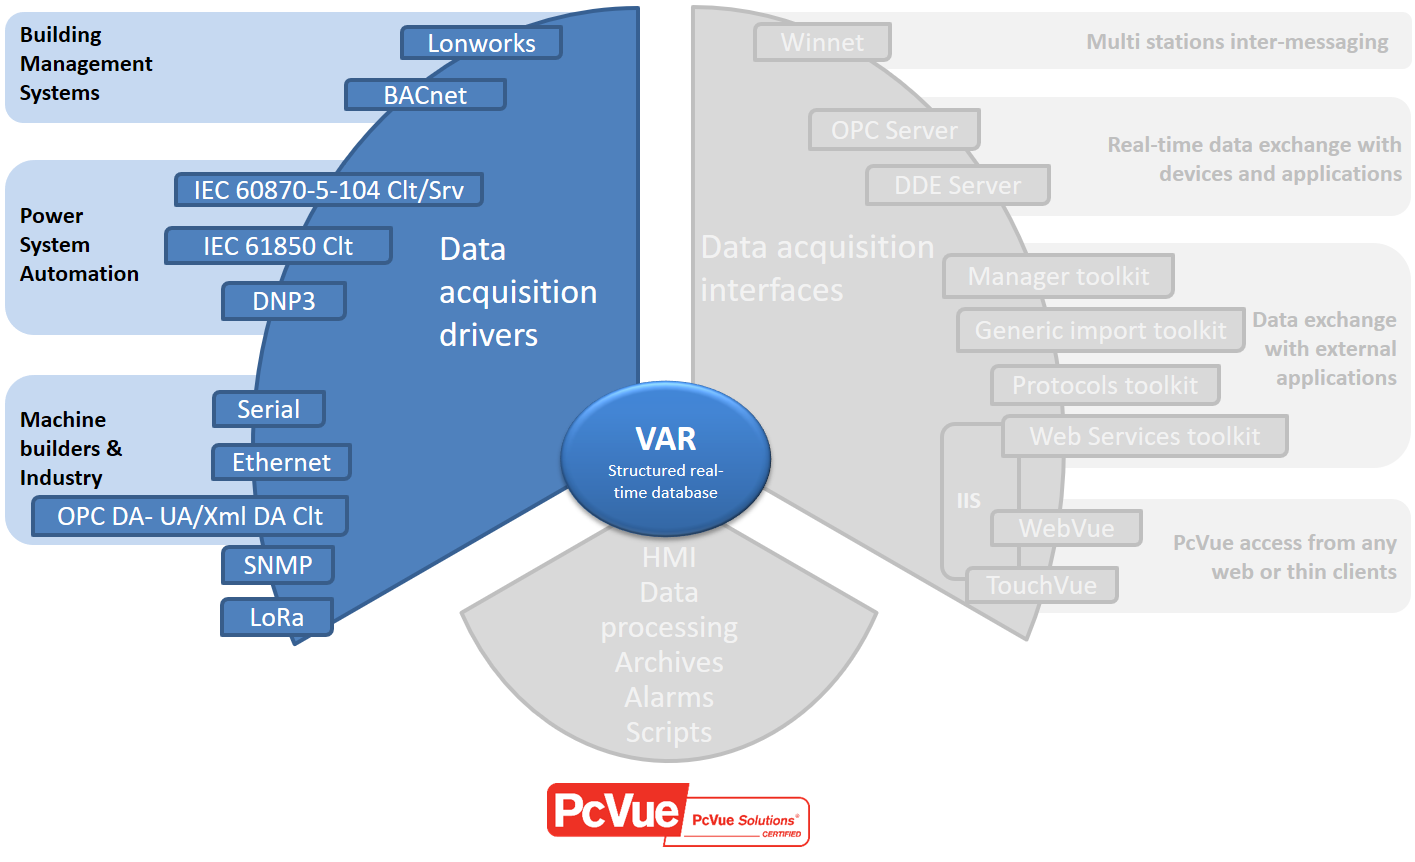 Building
Management
Systems
Lonworks
BACnet
Power
System
Automation
IEC 60870-5-104 Clt/Srv
IEC 61850 Clt
DNP3
Machine
builders &
Industry
Serial
Ethernet
OPC DA- UA/Xml DA Clt
SNMP
LoRa
Data
acquisition
drivers
VAR
Structured real-
time database
HMI
Data
processing
Archives
Alarms
Scripts
Data acquisition
interfaces
Winnet
Multi stations inter-messaging
OPC Server
DDE Server
Real-time data exchange with
devices and applications
Manager toolkit
Generic import toolkit
Protocols toolkit
Web Services toolkit
Data exchange
with external
applications
IIS
WebVue
TouchVue
PcVue access from any
web or thin clients
PcVue
PcVue Solutions®
CERTIFIED